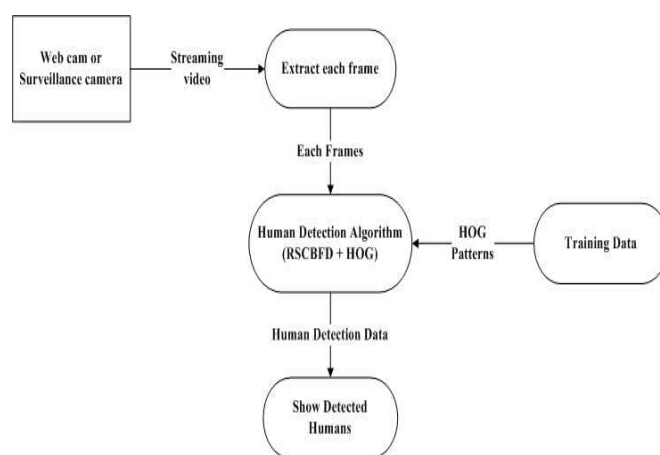 Web cam or
Surveillance camera
Streaming
video
Extract each frame
Each Frames
Human Detection Algorithm
(RSCBFD + HOG)
HOG
Patterns
Training Data
Human Detection Data
Show Detected
Humans